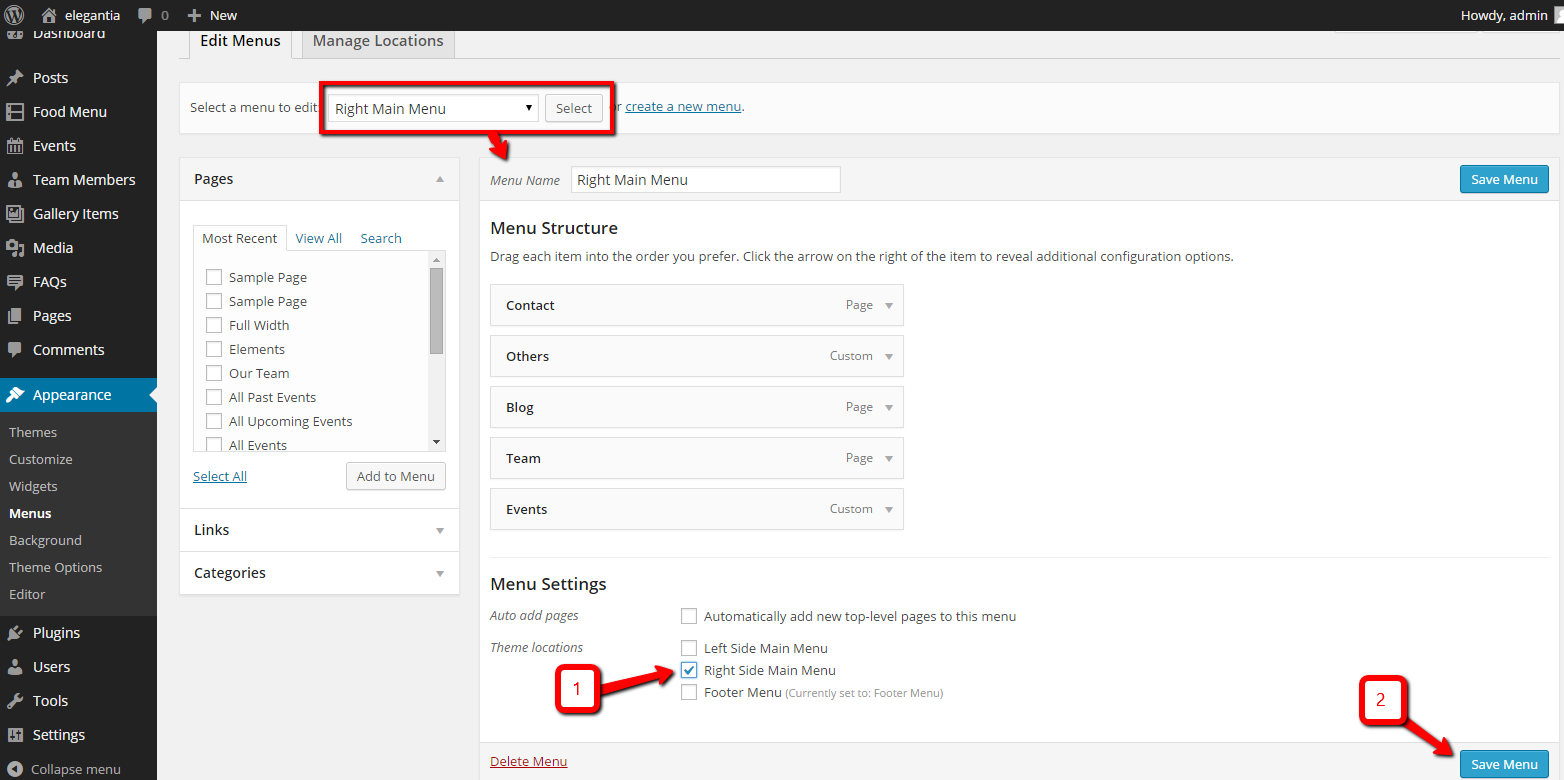 elegantia 0 New Howdy, admin
Dashboard
Posts
Food Menu
Events
Team Members
Gallery Items
Media
FAQs
Pages
Comments
Appearance
Themes
Customize
Widgets
Menus
Background
Theme Options
Editor
Plugins
Users
Tools
Settings
Collapse menu
Edit Menus Manage Locations
Select a menu to edit: Right Main Menu Select r create a new menu.
Pages
Most Recent View All Search
Sample Page
Sample Page
Full Width
Elements
Our Team
All Past Events
All Upcoming Events
All Events
Select All Add to Menu
Links
Categories
Menu Name Right Main Menu Save Menu
Menu Structure
Drag each item into the order you prefer. Click the arrow on the right of the item to reveal additional configuration options.
Contact Page
Others Custom
Blog Page
Team Page
Events Custom
Menu Settings
Auto add pages Automatically add new top-level pages to this menu
Theme locations Left Side Main Menu
1 Right Side Main Menu
Footer Menu (Currently set to: Footer Menu)
2
Delete Menu Save Menu